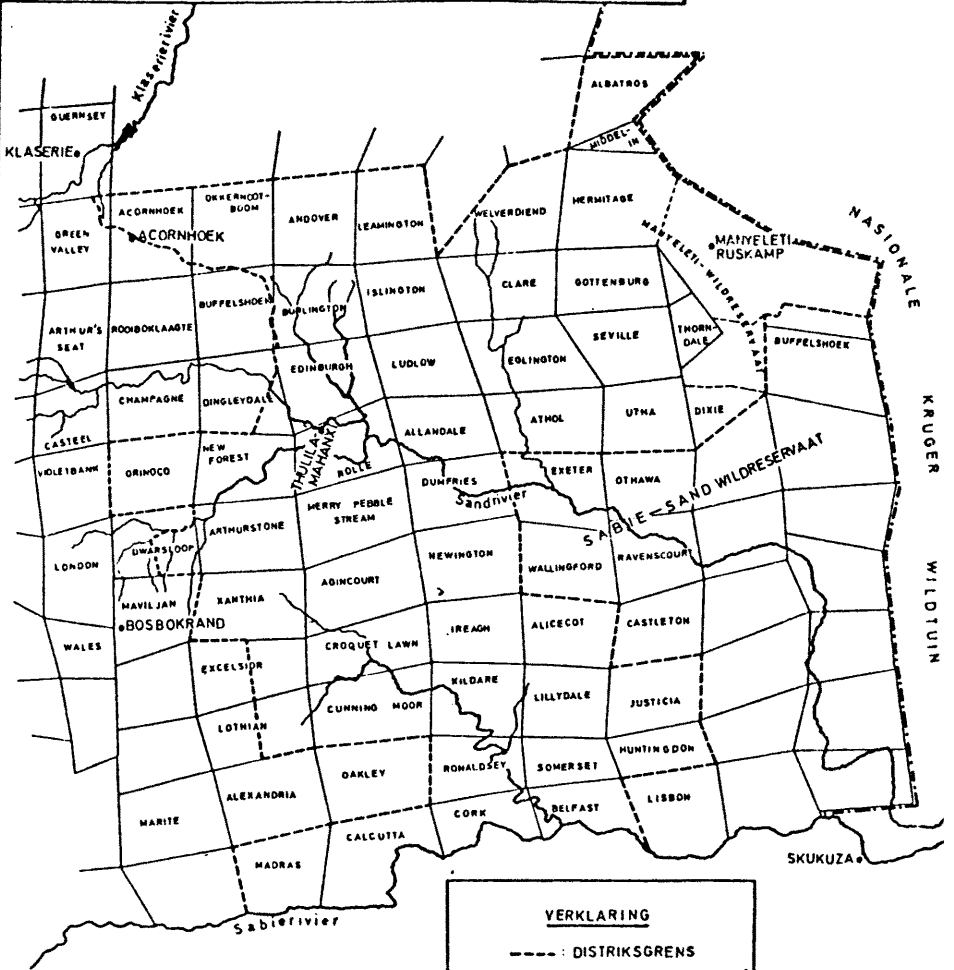 Klaserierivier
ALBATROS
GUERNSEY
KLASERIE
MIDDEL-
IN
ACORNHOEK
OKKERNOOT-
BOOM
ANDOVER
LEAMINGTON
WELVERDIEND
HERMITAGE
NASIONALE
GREEN
VALLEY
ACORNHOEK
MANYELETI
RUSKAMP
MANYELETI-WILDRESERVAAT
BUFFELSHOEK
BURLINGTON
ISLINGTON
CLARE
GOTTENBURG
ARTHUR'S
SEAT
ROOIBOKLAAGTE
EDINBURGH
LUDLOW
EGLINGTON
SEVILLE
THORN-
DALE
BUFFELSHOEK
CHAMPAGNE
DINGLEYDALE
ATHOL
UTHA
DIXIE
KRUGER
CASTEEL
NEW
FOREST
THULILA-
MAHANXI
ALLANDALE
VIOLETBANK
ORINOCO
ROLLE
DUMFRIES
EXETER
OTHAWA
SABIE-SAND WILDRESERVAAT
Sandrivier
MERRY PEBBLE
STREAM
ARTHURSTONE
LONDON
DWARSLOOP
NEWINGTON
WALLINGFORD
RAVENSCOURT
WILDTUIN
MAVILJAN
XANTHIA
AGINCOURT
BOSBOKRAND
IREAGH
ALICECOT
CASTLETON
WALES
EXCELSIOR
CROQUET LAWN
KILDARE
LILLYDALE
JUSTICIA
LOTHIAN
CUNNING MOOR
OAKLEY
RONALDSEY
SOMERSET
HUNTINGDON
ALEXANDRIA
LISBON
MARITE
CALCUTTA
CORK
BELFAST
MADRAS
SKUKUZA
Sabierivier
VERKLARING
: DISTRIKSGRENS